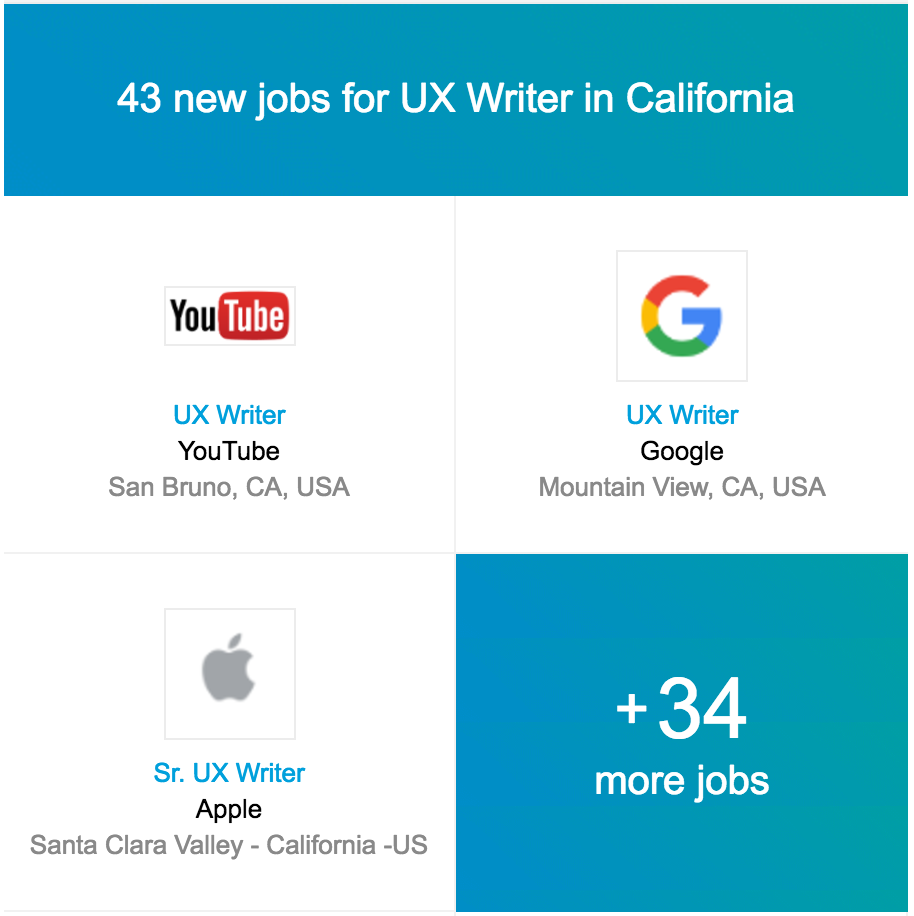 43 new jobs for UX Writer in California
YouTube
UX Writer
YouTube
San Bruno, CA, USA
G
UX Writer
Google
Mountain View, CA, USA
Sr. UX Writer
Apple
Santa Clara Valley - California -US
+34
more jobs